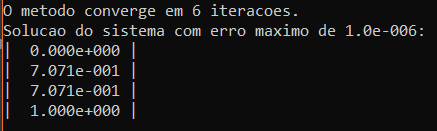 O metodo converge em 6 iteracoes.
Solucao do sistema com erro maximo de 1.0e-006:
|  0.000e+000 |
|  7.071e-001 |
|  7.071e-001 |
|  1.000e+000 |